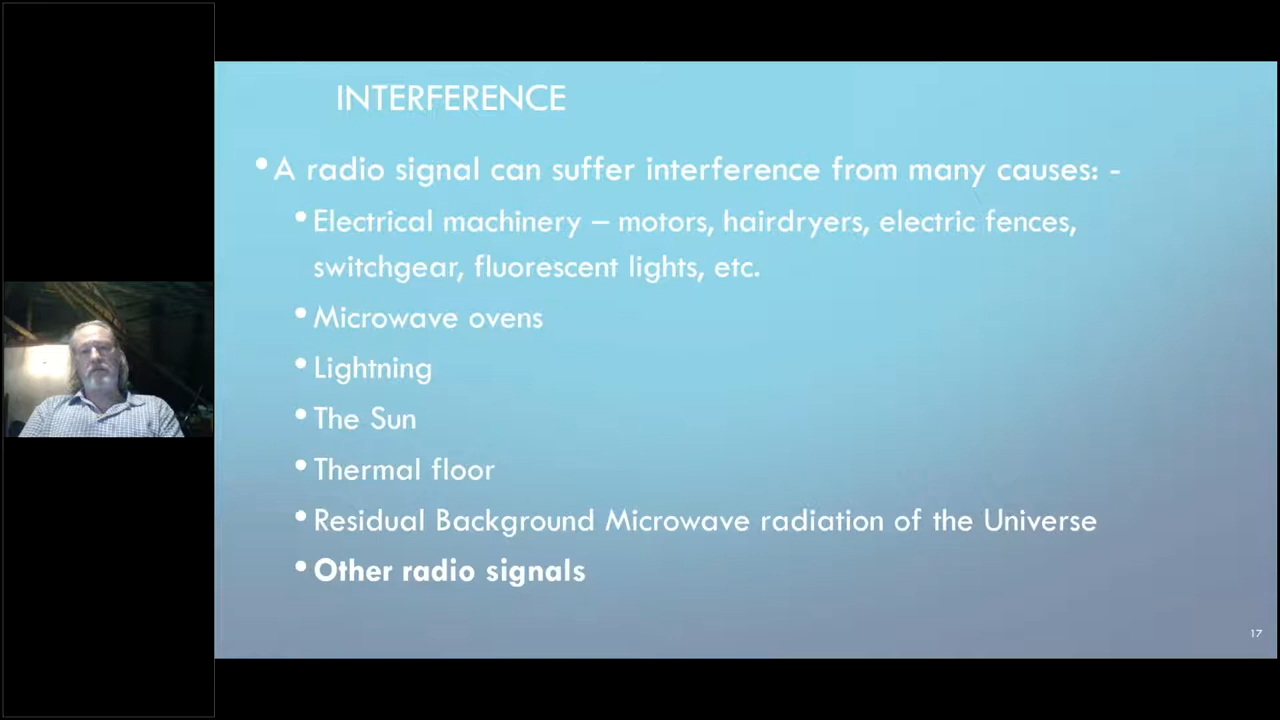 INTERFERENCE
• A radio signal can suffer interference from many causes: -
• Electrical machinery – motors, hairdryers, electric fences,
switchgear, fluorescent lights, etc.
• Microwave ovens
• Lightning
• The Sun
• Thermal floor
• Residual Background Microwave radiation of the Universe
• Other radio signals
17